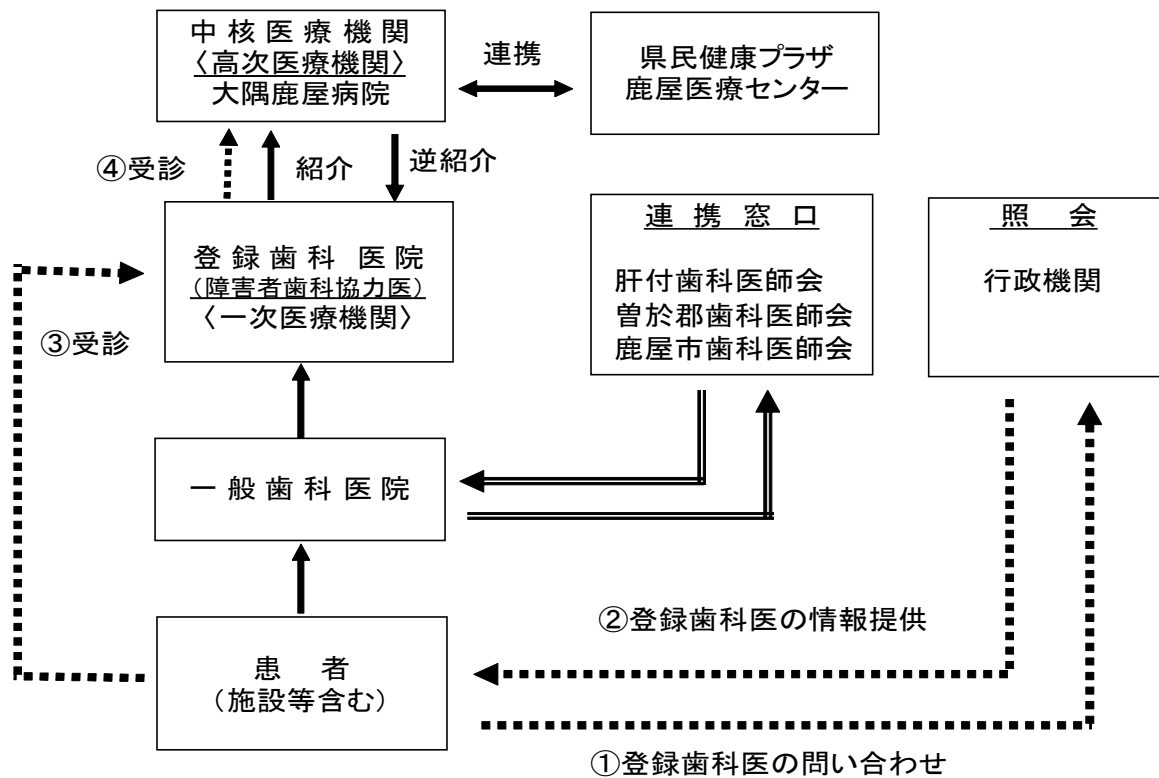 中核医療機関
〈高次医療機関〉
大隅鹿屋病院
連携
県民健康プラザ
鹿屋医療センター
④受診
紹介
逆紹介
登録歯科医院
(障害者歯科協力医)
〈一次医療機関〉
連携窓口
肝付歯科医師会
曽於郡歯科医師会
鹿屋市歯科医師会
照会
行政機関
③受診
一般歯科医院
②登録歯科医の情報提供
患者
(施設等含む)
①登録歯科医の問い合わせ